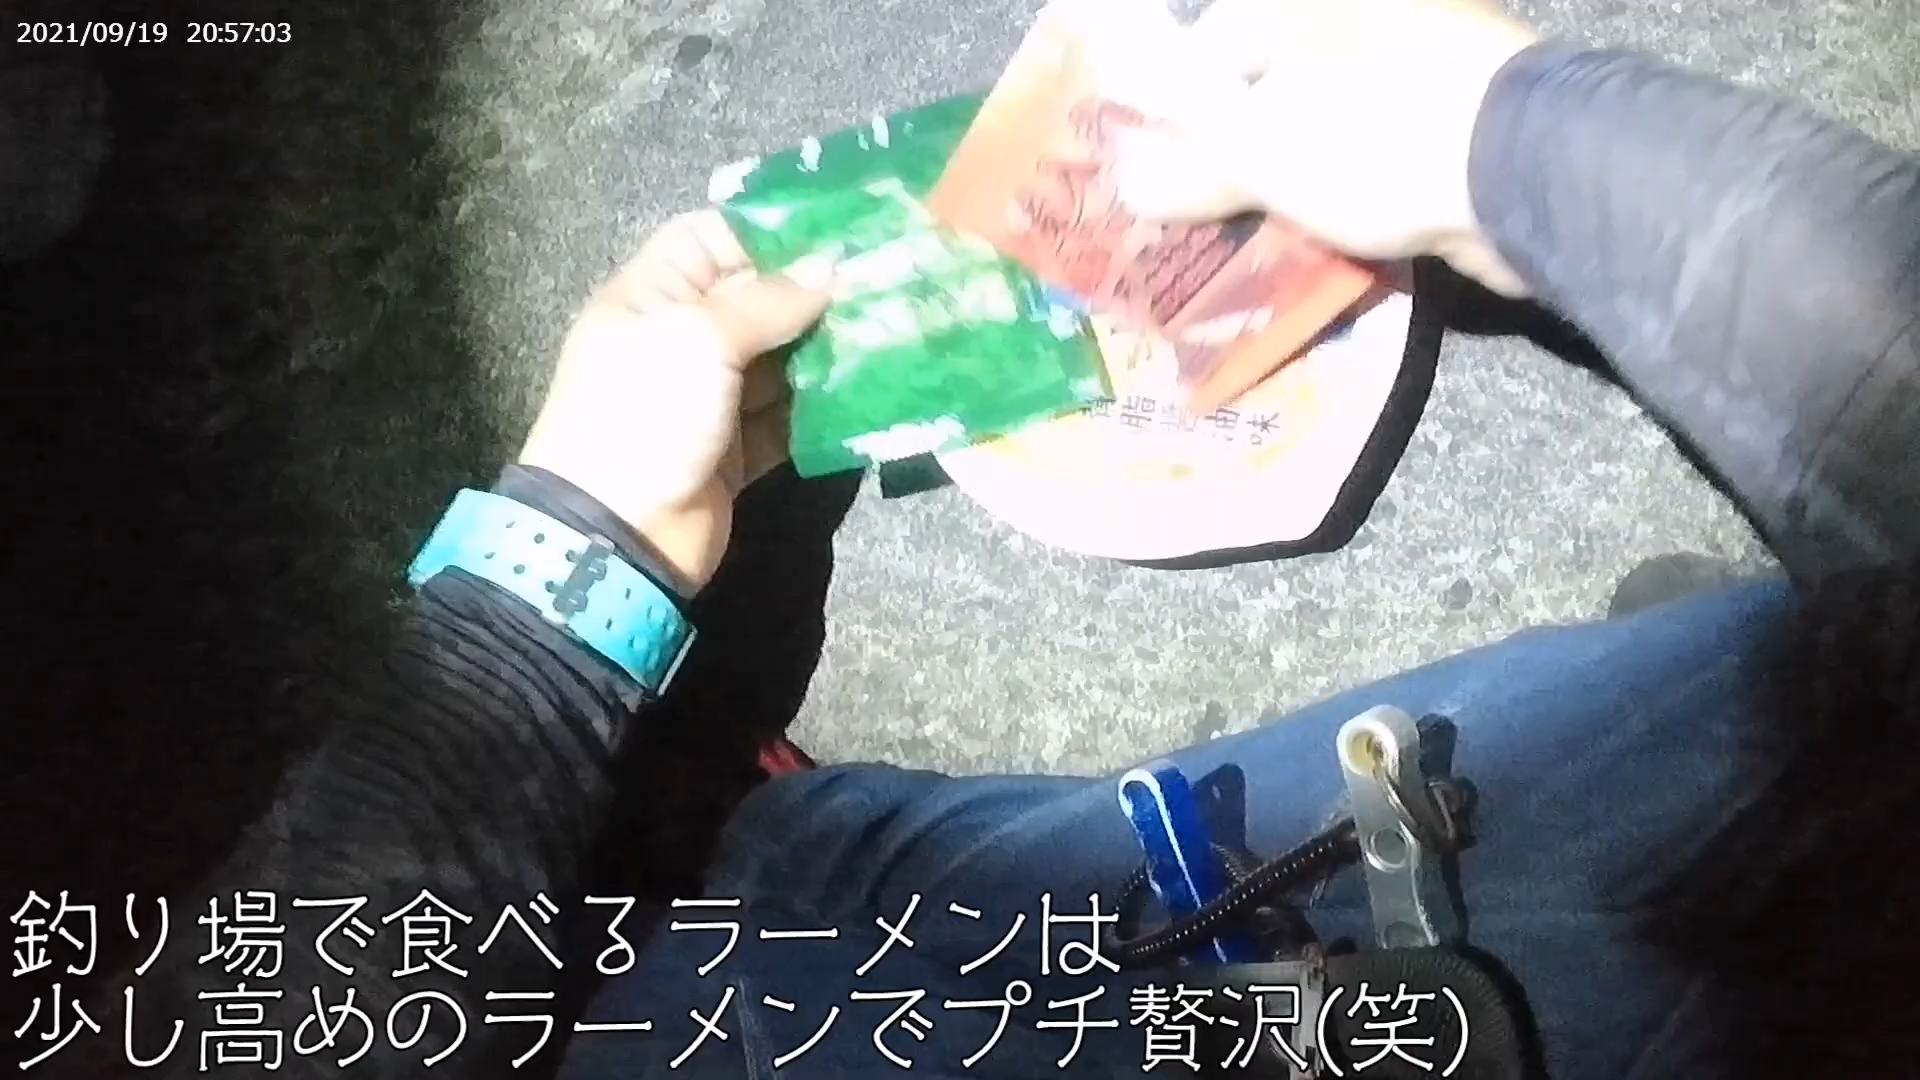 2021/09/19 20:57:03
脂醤油味
釣り場で食べるラーメンは
少し高めのラーメンでプチ贅沢(笑)